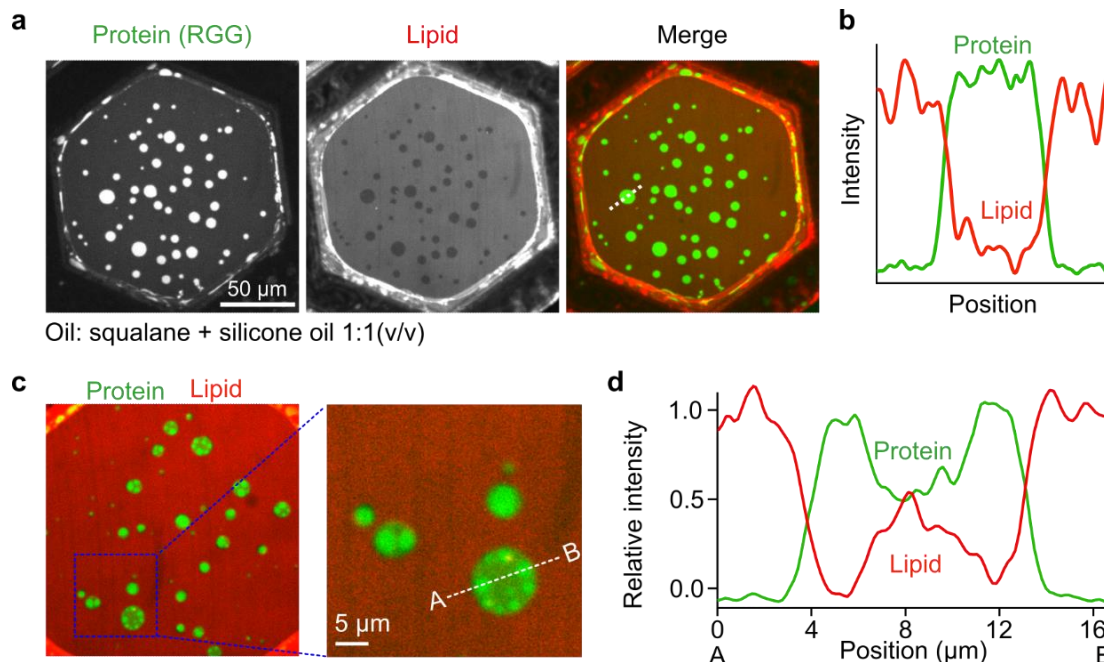 a
Protein (RGG)
Lipid
Merge
50 µm
Oil: squalane + silicone oil 1:1(v/v)
b
Protein
Intensity
Lipid
Position
c
Protein Lipid
A
B
5 µm
d
1.0
Protein
Relative intensity
0.5
Lipid
0.0
0 4 8 12 16
A
Position (µm)